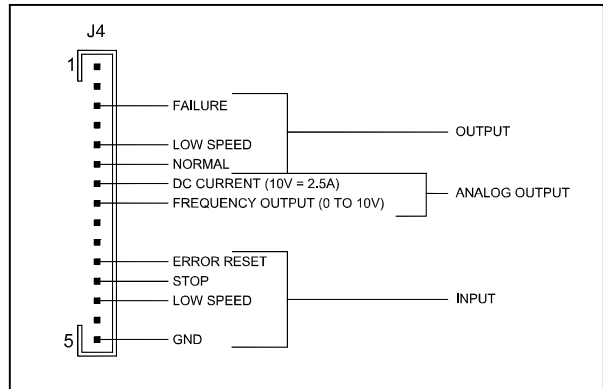 J4
1
FAILURE
OUTPUT
LOW SPEED
NORMAL
DC CURRENT (10V = 2.5A)
ANALOG OUTPUT
FREQUENCY OUTPUT (0 TO 10V)
ERROR RESET
STOP
LOW SPEED
INPUT
5
GND